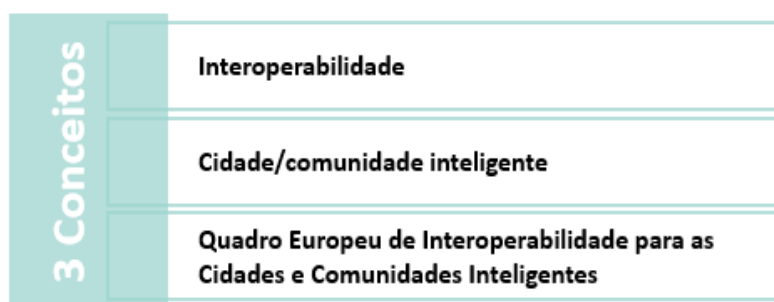 3 Conceitos
Interoperabilidade
Cidade/comunidade inteligente
Quadro Europeu de Interoperabilidade para as
Cidades e Comunidades Inteligentes